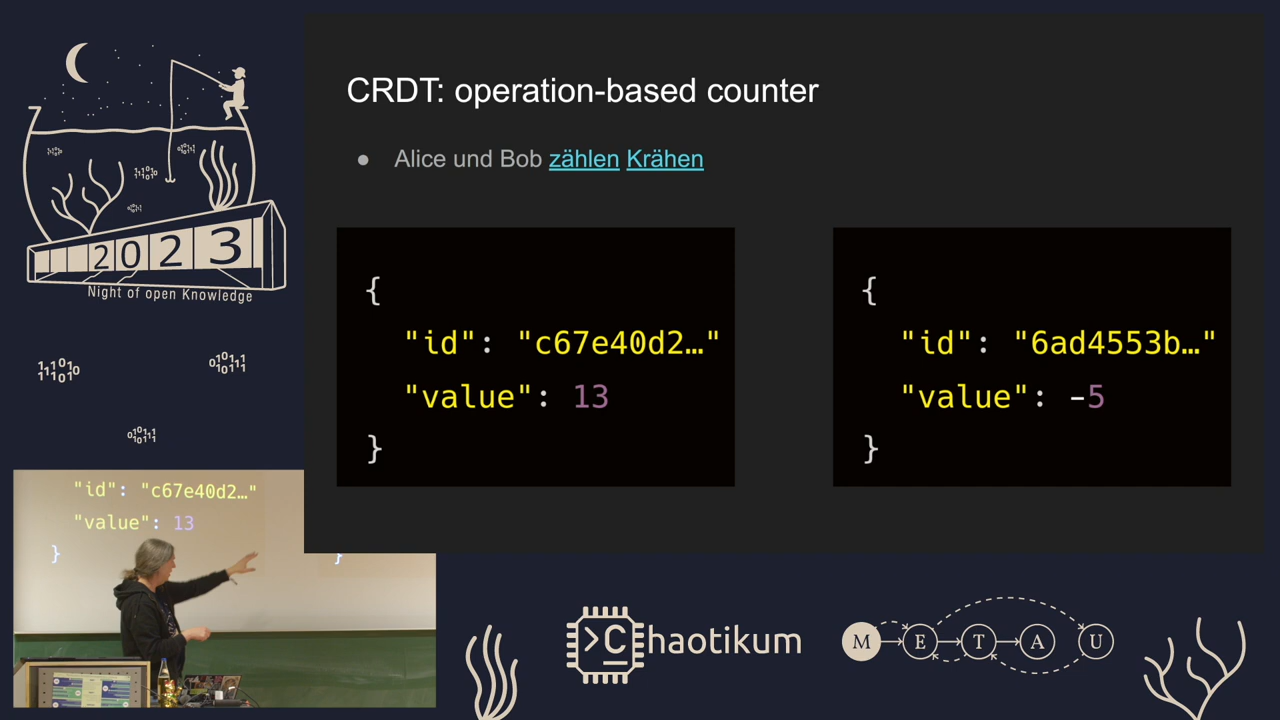 CRDT: operation-based counter
● Alice und Bob zählen Krähen
{
"id": "c67e40d2…"
"value": 13
}
{
"id": "6ad4553b…"
"value": -5
}
2023
Night of open Knowledge
"id": "c67e40d2…"
"value": 13
}
}
>C haotikum
M E T A U